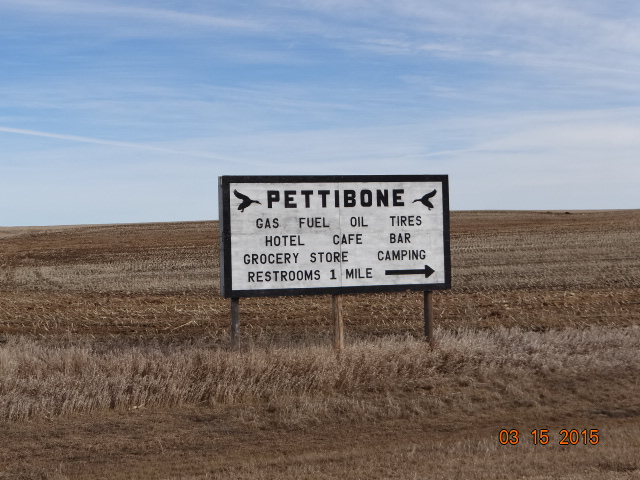 PETTIBONE
GAS FUEL OIL TIRES
HOTEL CAFE BAR
GROCERY STORE CAMPING
RESTROOMS 1 MILE
03 15 2015